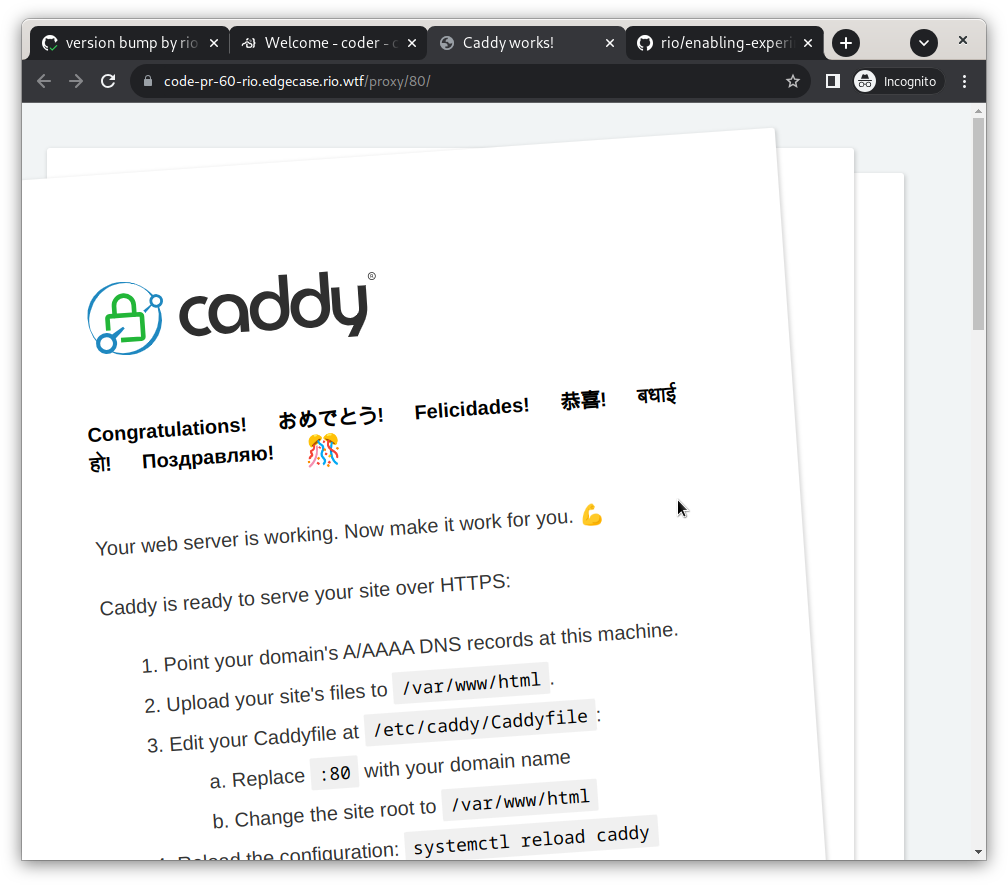 version bump by rio
Welcome - coder - c
Caddy works!
rio/enabling-experi
code-pr-60-rio.edgecase.rio.wtf/proxy/80/
Incognito
caddy®
Congratulations! おめでとう! Felicidades! 恭喜! बधाई
हो! Поздравляю! 🎊
Your web server is working. Now make it work for you. 💪
Caddy is ready to serve your site over HTTPS:
1. Point your domain's A/AAAA DNS records at this machine.
2. Upload your site's files to /var/www/html.
3. Edit your Caddyfile at /etc/caddy/Caddyfile:
a. Replace :80 with your domain name
b. Change the site root to /var/www/html
4. Reload the configuration: systemctl reload caddy